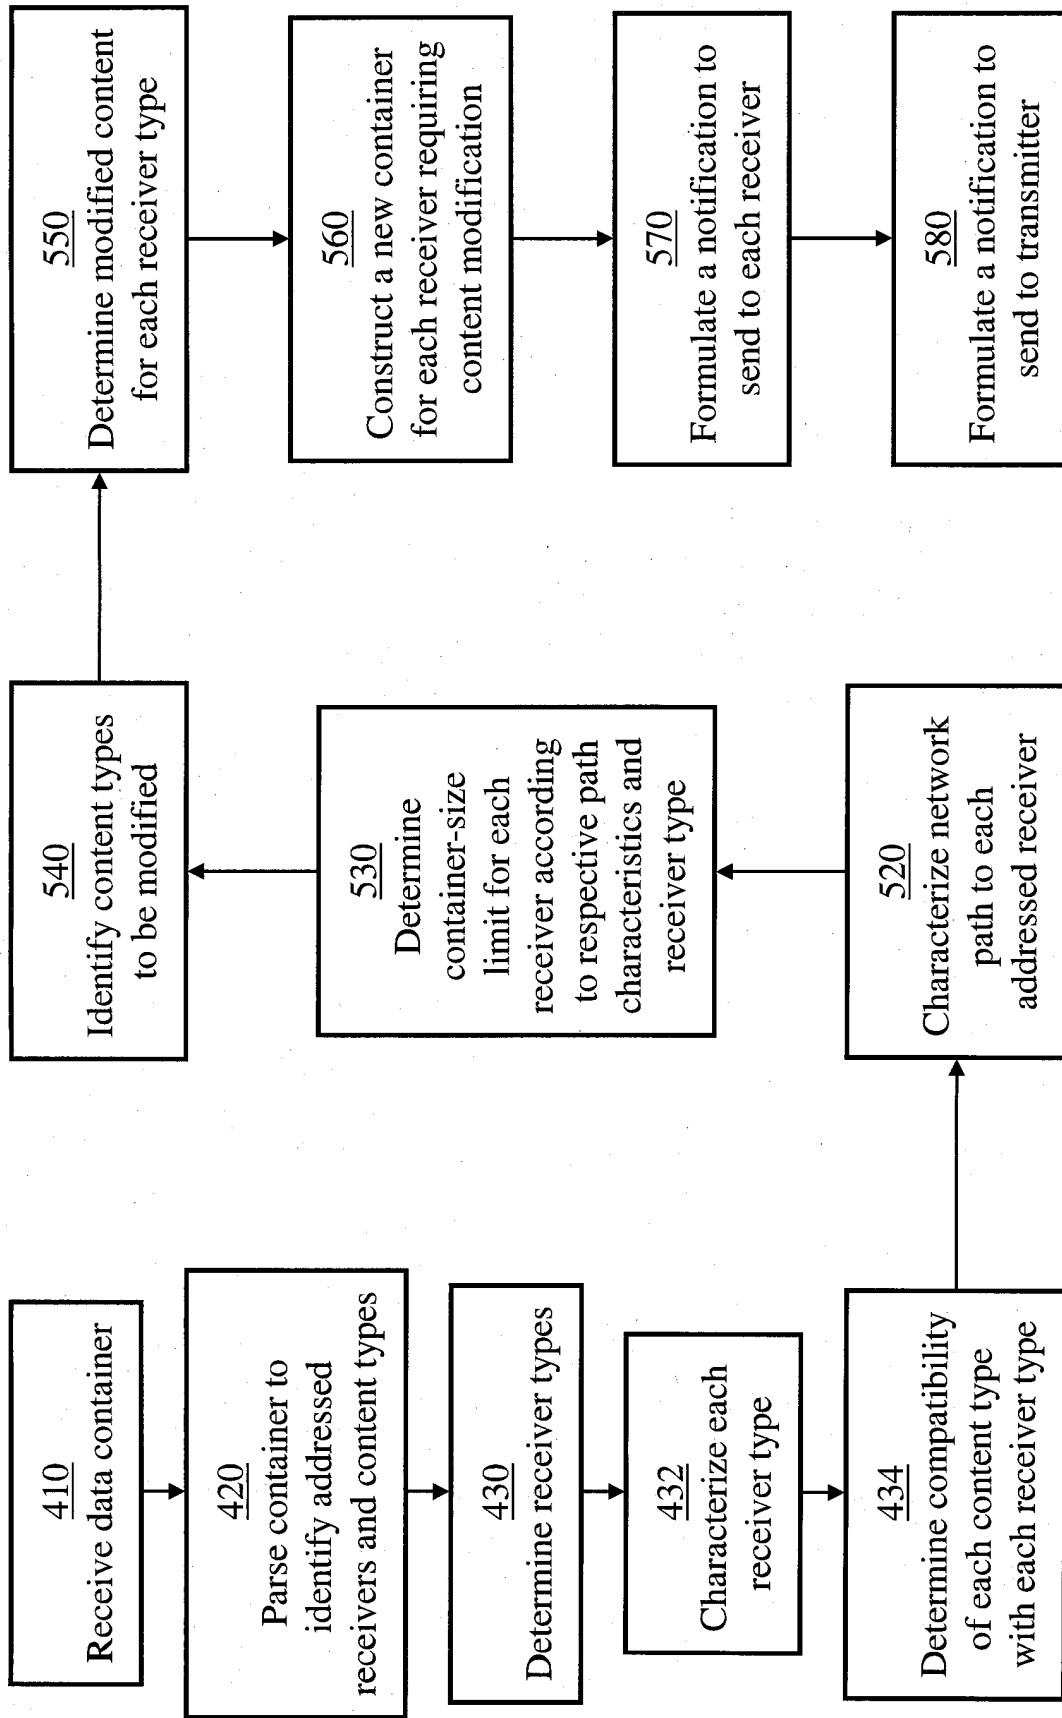 410
Receive data container
420
Parse container to
identify addressed
receivers and content types
430
Determine receiver types
432
Characterize each
receiver type
434
Determine compatibility
of each content type
with each receiver type
520
Characterize network
path to each
addressed receiver
530
Determine
container-size
limit for each
receiver according
to respective path
characteristics and
receiver type
540
Identify content types
to be modified
550
Determine modified content
for each receiver type
560
Construct a new container
for each receiver requiring
content modification
570
Formulate a notification to
send to each receiver
580
Formulate a notification to
send to transmitter